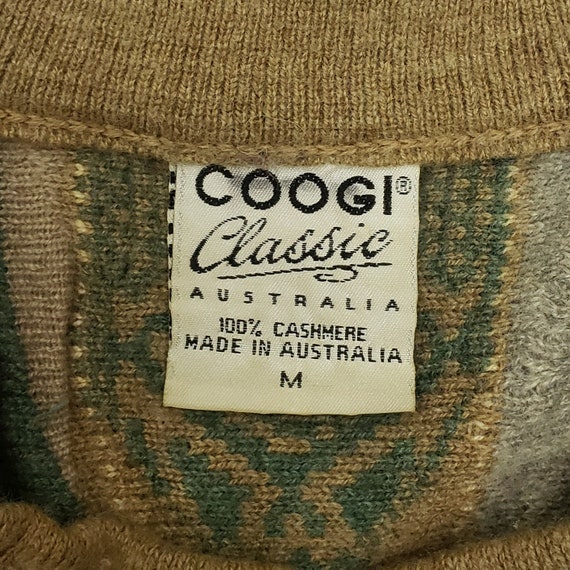 COOGI®
Classic
AUSTRALIA
100% CASHMERE
MADE IN AUSTRALIA
M